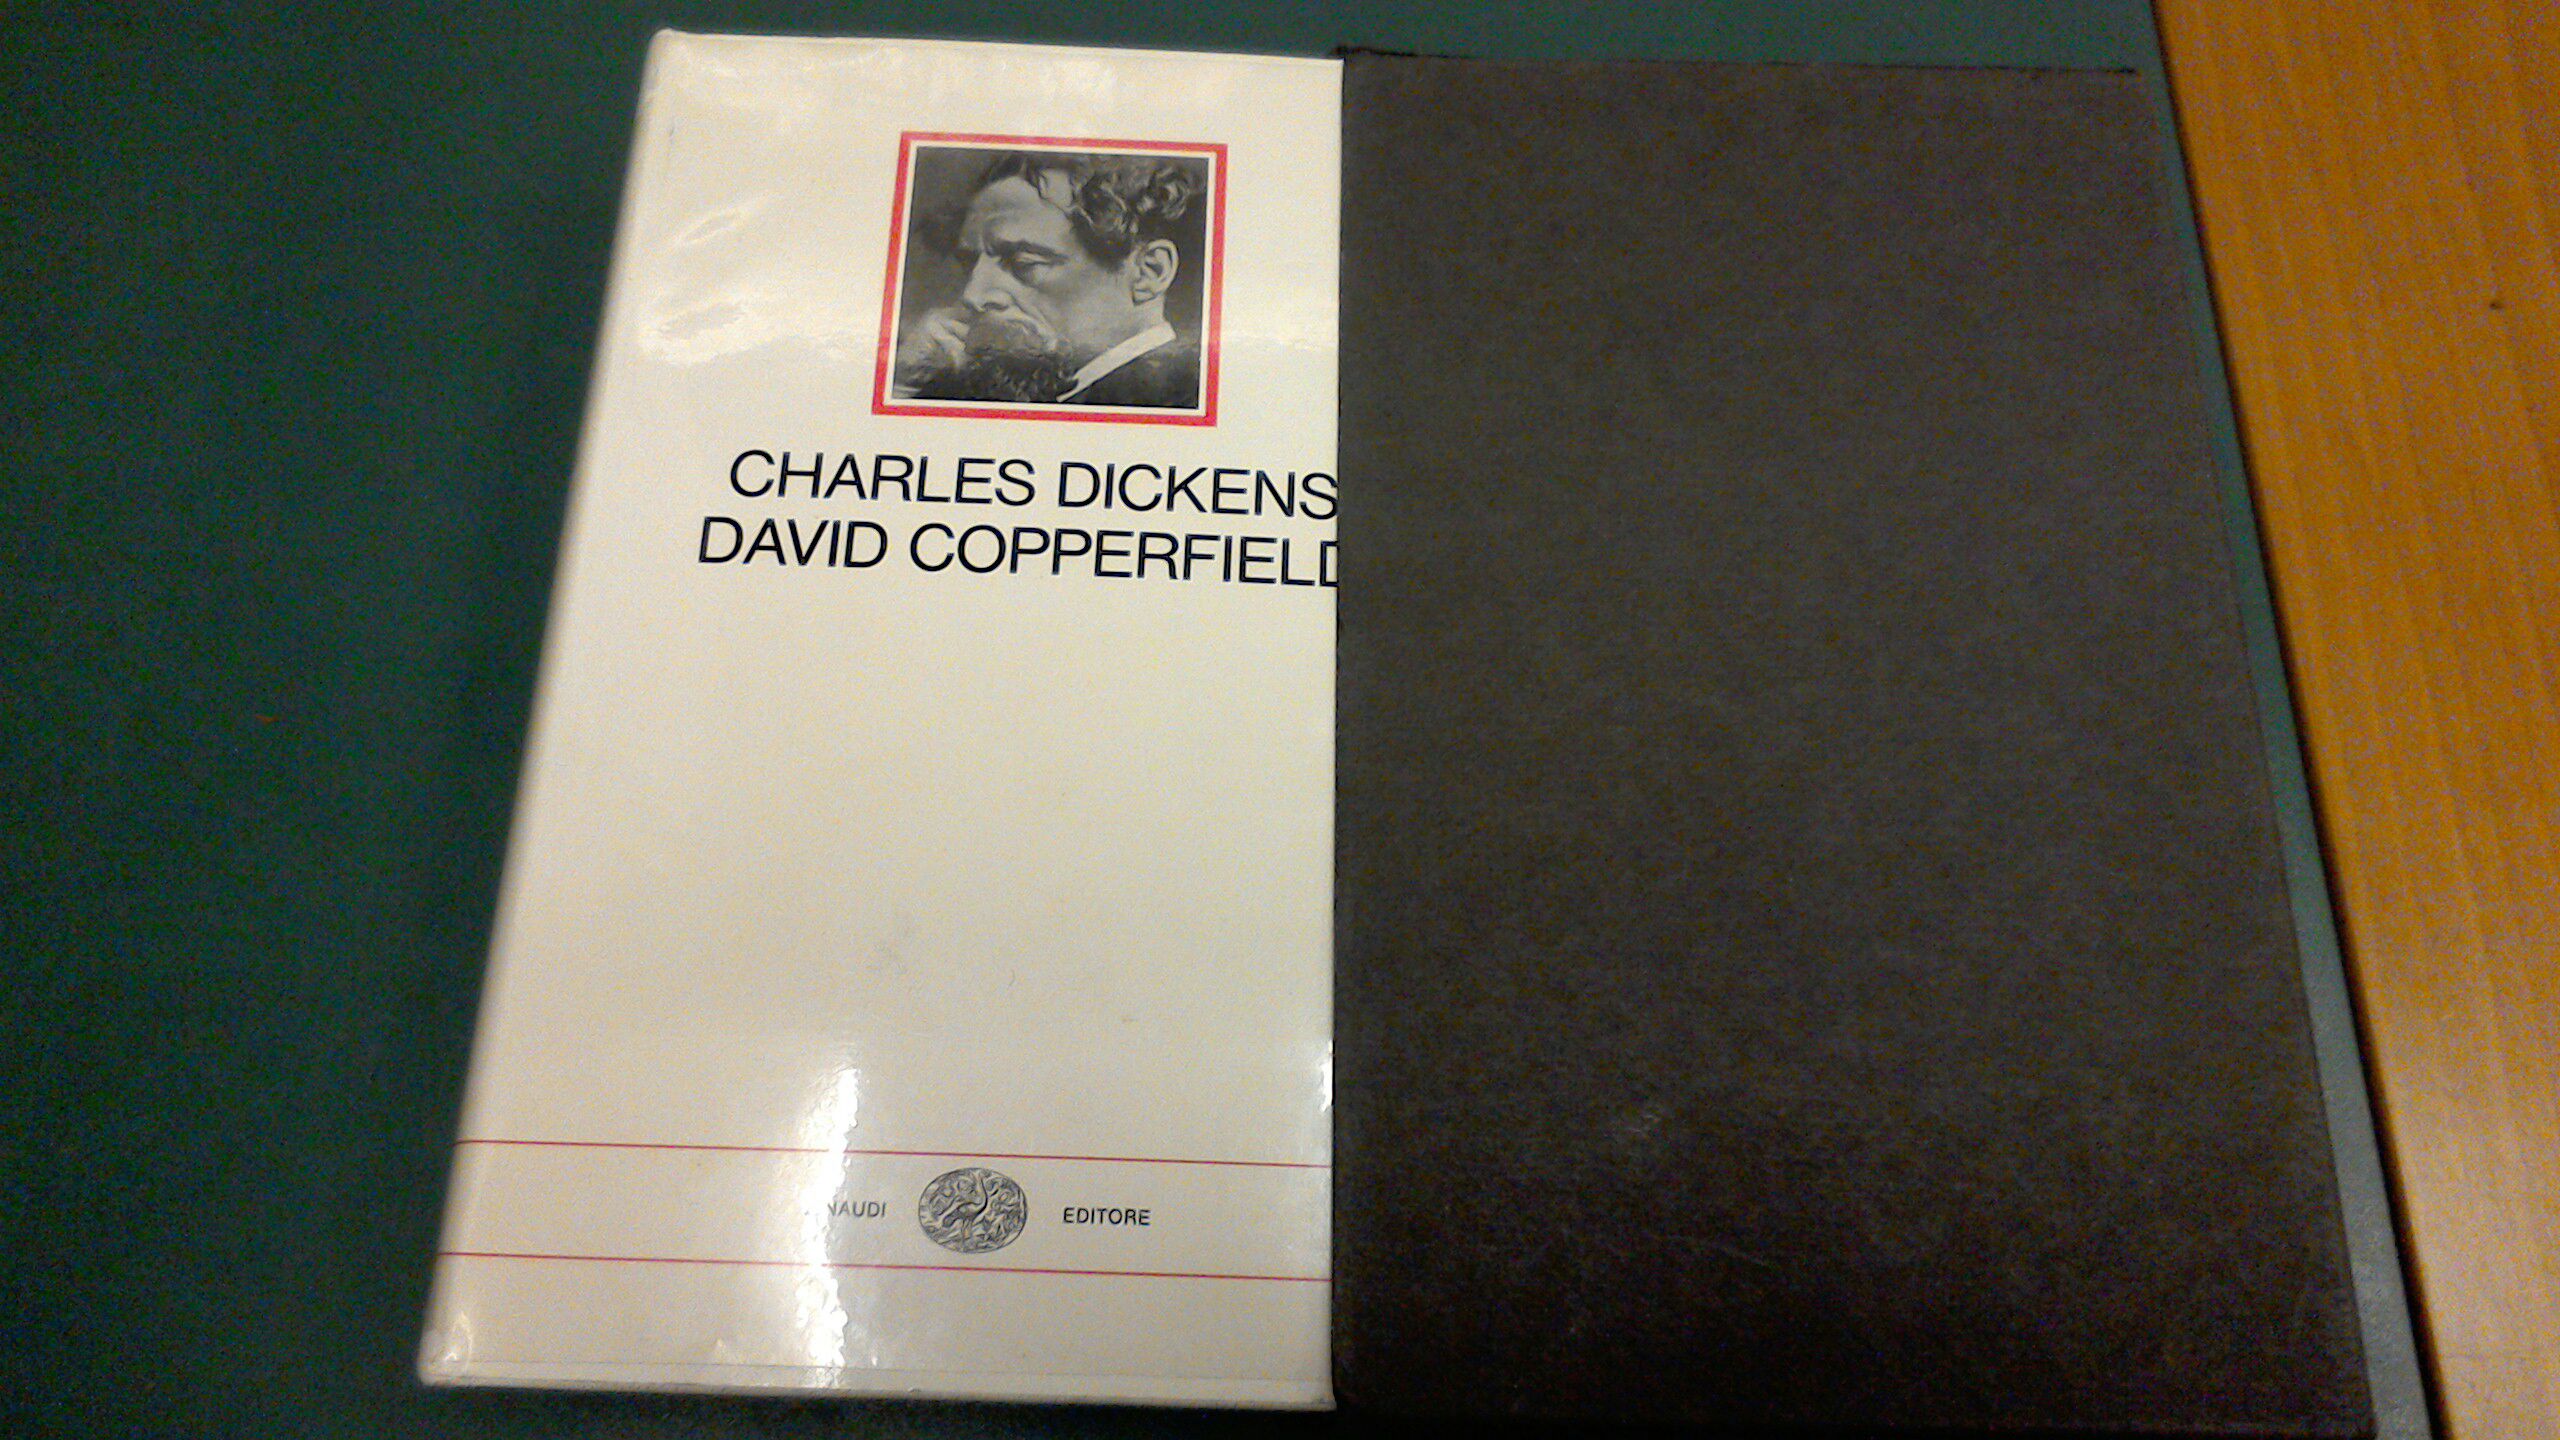 CHARLES DICKENS
DAVID COPPERFIELD
NAUDI EDITORE